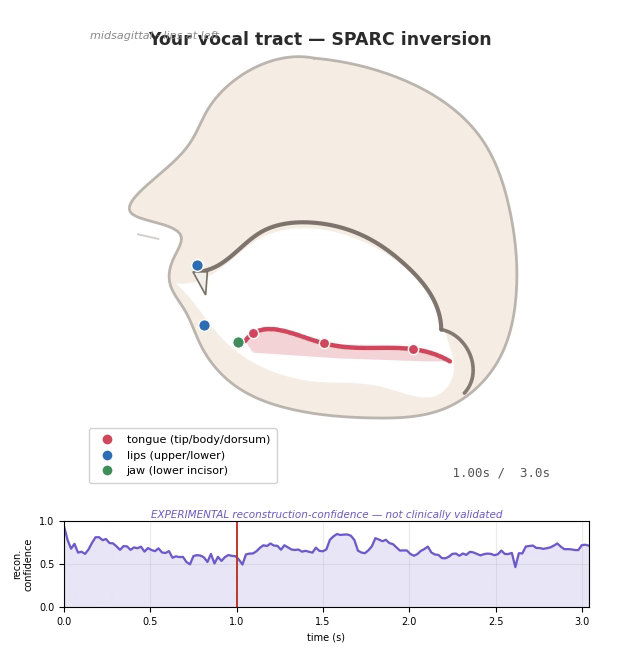 midsagittal, lips at left
Your vocal tract — SPARC inversion
tongue (tip/body/dorsum)
lips (upper/lower)
jaw (lower incisor)
1.00s / 3.0s
EXPERIMENTAL reconstruction-confidence — not clinically validated
recon.
confidence
1.0
0.5
0.0
0.0 0.5 1.0 1.5 2.0 2.5 3.0
time (s)